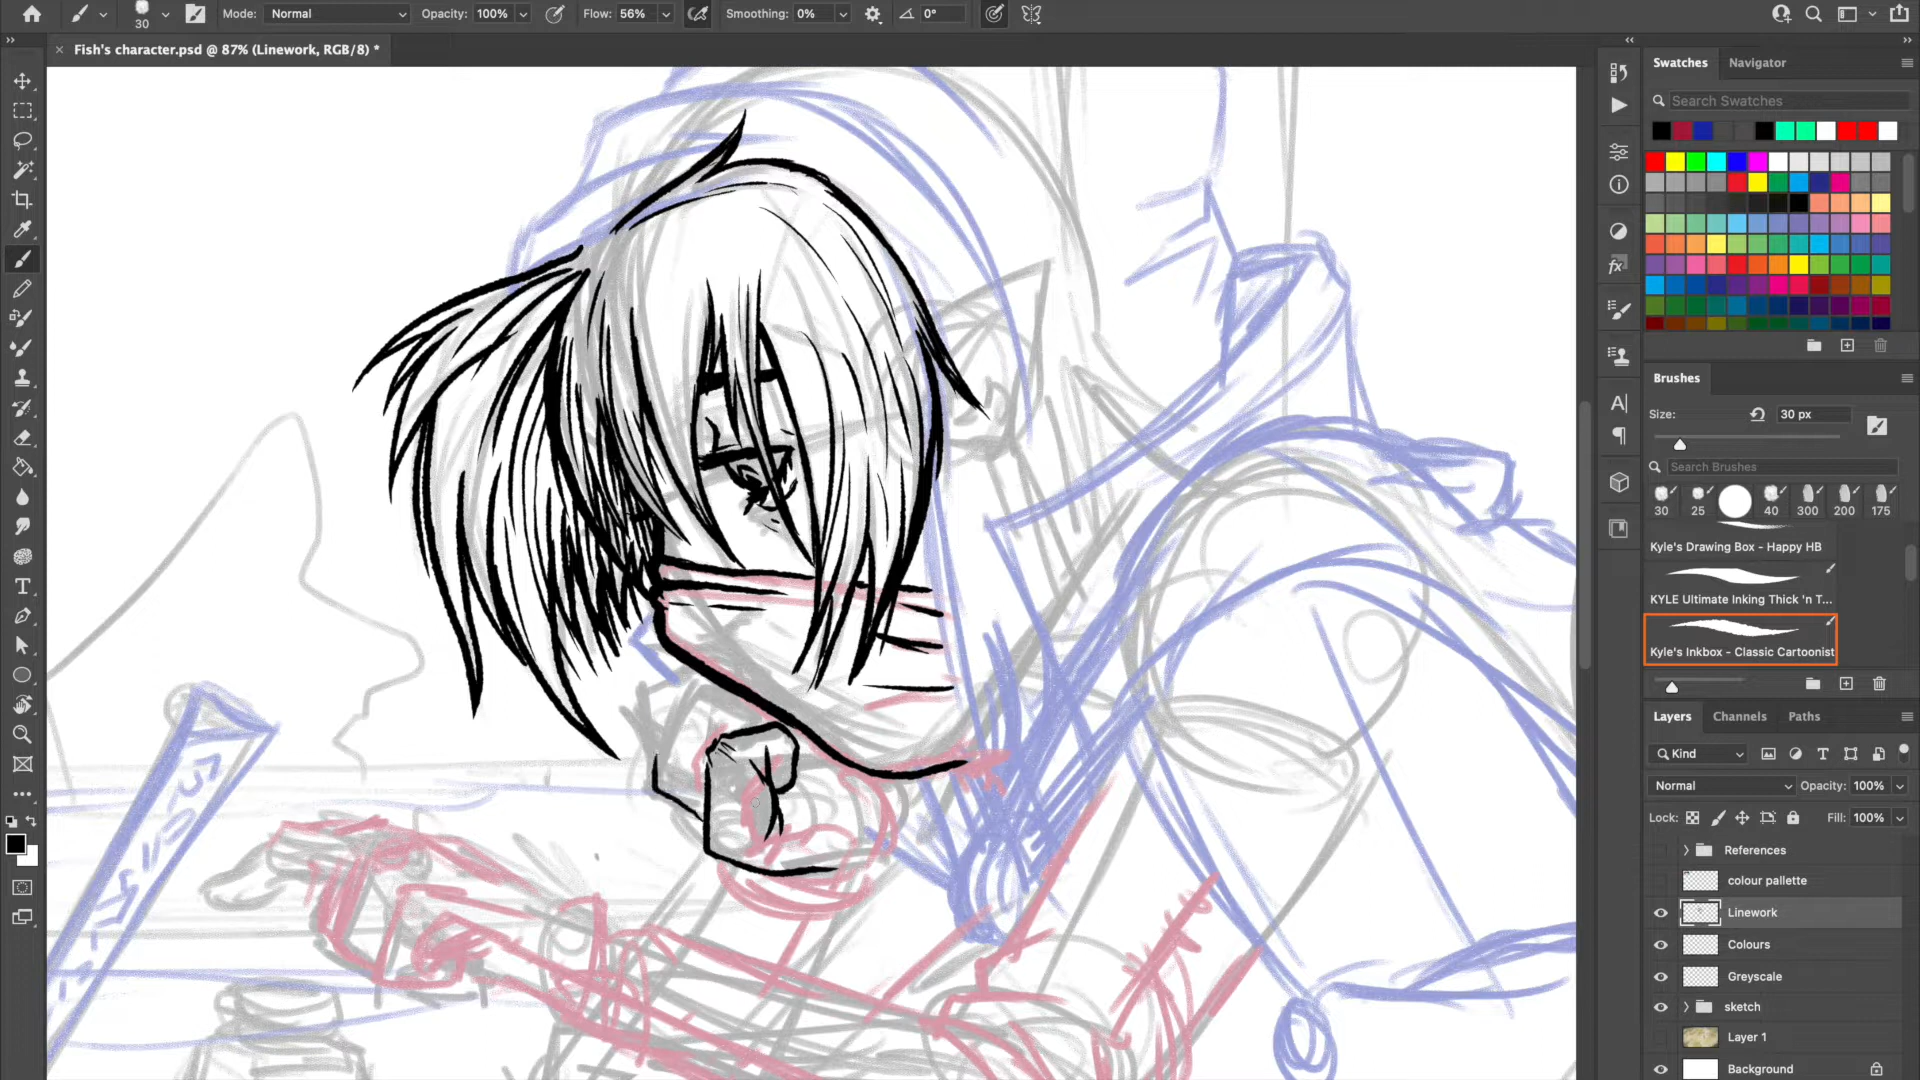 30
Mode: Normal Opacity: 100% Flow: 56% Smoothing: 0% 0°
Fish's character.psd @ 87% (Linework, RGB/8) *
Swatches Navigator
Search Swatches
Brushes
Size: 30 px
Search Brushes
30 25 40 300 200 175
Kyle's Drawing Box - Happy HB
KYLE Ultimate Inking Thick 'n T...
Kyle's Inkbox - Classic Cartoonist
Layers Channels Paths
Kind
Normal Opacity: 100%
Lock: Fill: 100%
References
colour pallette
Linework
Colours
Greyscale
sketch
Layer 1
Background